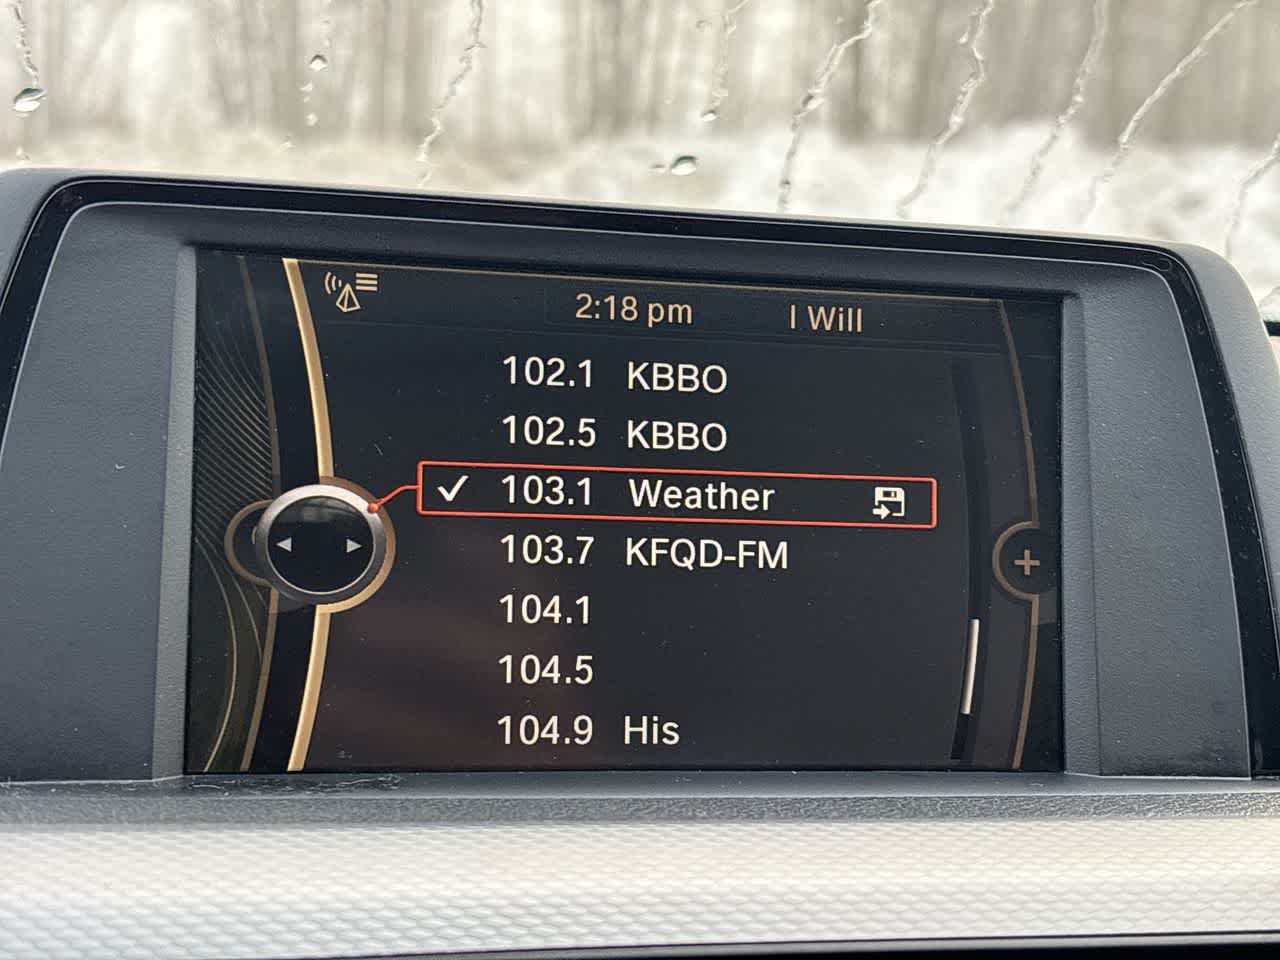 2:18 pm I Will
102.1 KBBO
102.5 KBBO
103.1 Weather
103.7 KFQD-FM
104.1
104.5
104.9 His